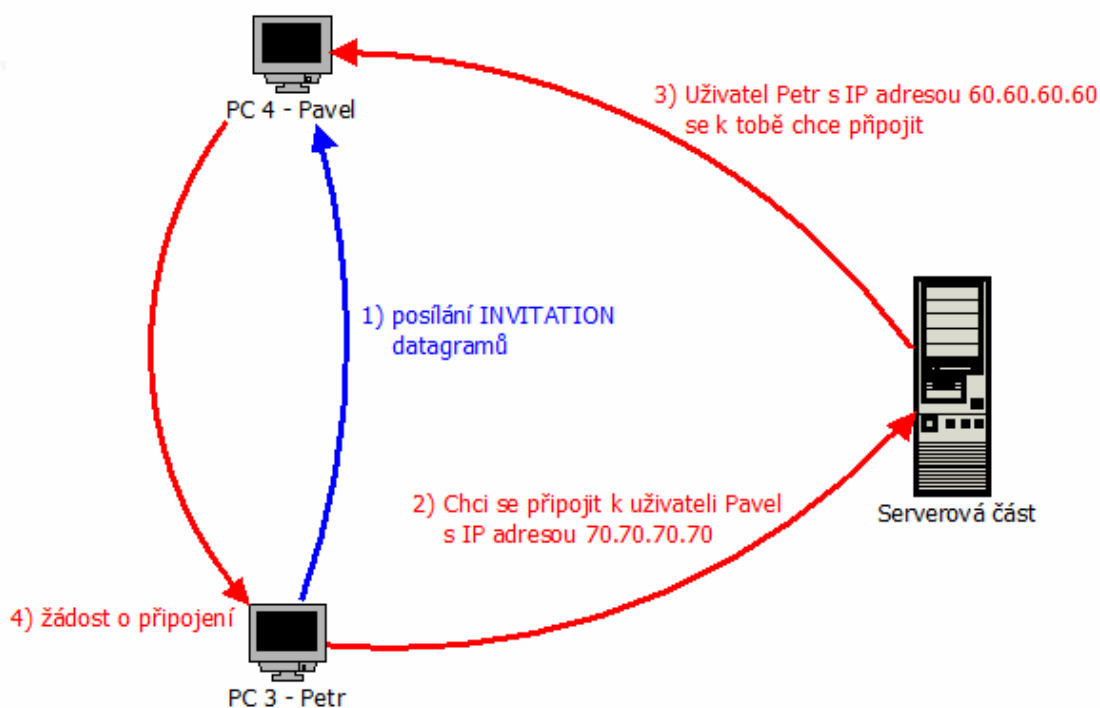 PC 4 - Pavel
3) Uživatel Petr s IP adresou 60.60.60.60
se k tobě chce připojit
1) posílání INVITATION
datagramů
2) Chci se připojit k uživateli Pavel
s IP adresou 70.70.70.70
Serverová část
4) žádost o připojení
PC 3 - Petr